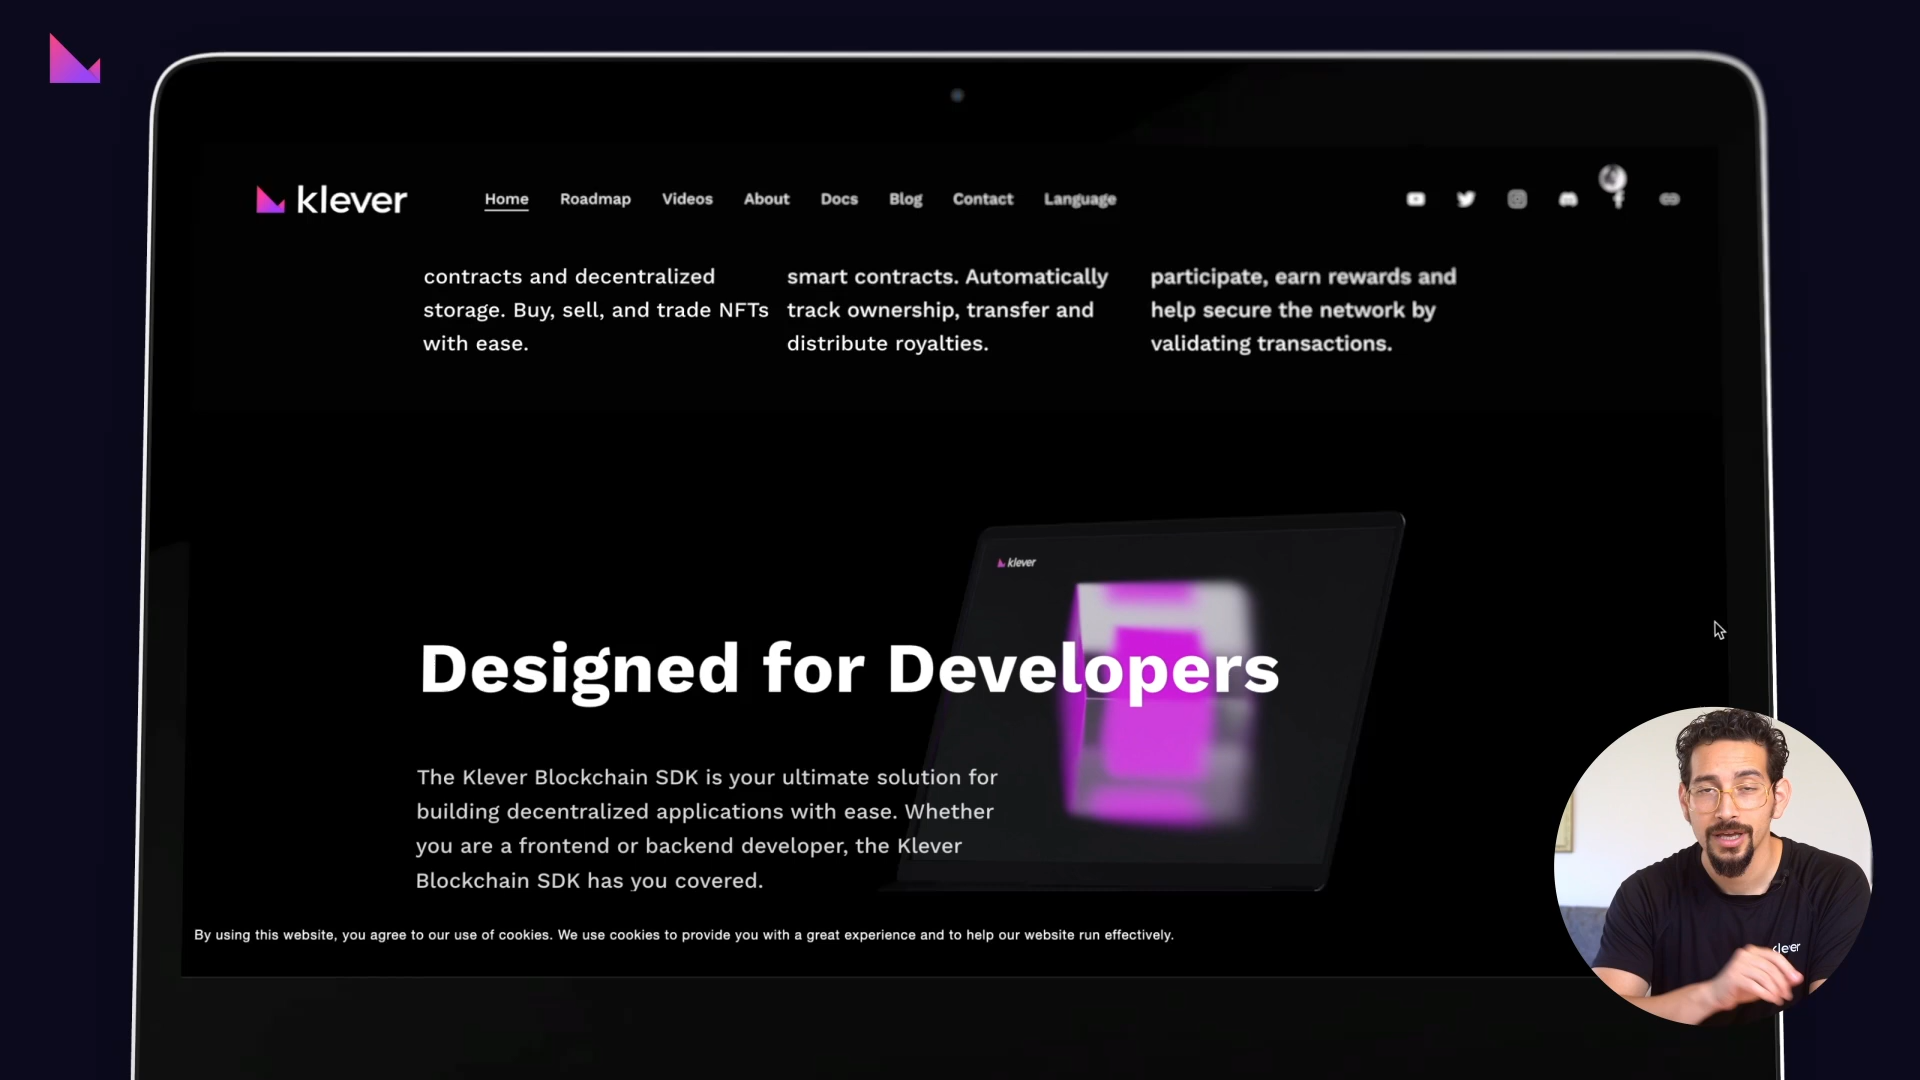 klever
Home Roadmap Videos About Docs Blog Contact Language
contracts and decentralized
storage. Buy, sell, and trade NFTs
with ease.
smart contracts. Automatically
track ownership, transfer and
distribute royalties.
participate, earn rewards and
help secure the network by
validating transactions.
klever
Designed for Developers
The Klever Blockchain SDK is your ultimate solution for
building decentralized applications with ease. Whether
you are a frontend or backend developer, the Klever
Blockchain SDK has you covered.
By using this website, you agree to our use of cookies. We use cookies to provide you with a great experience and to help our website run effectively.
klever